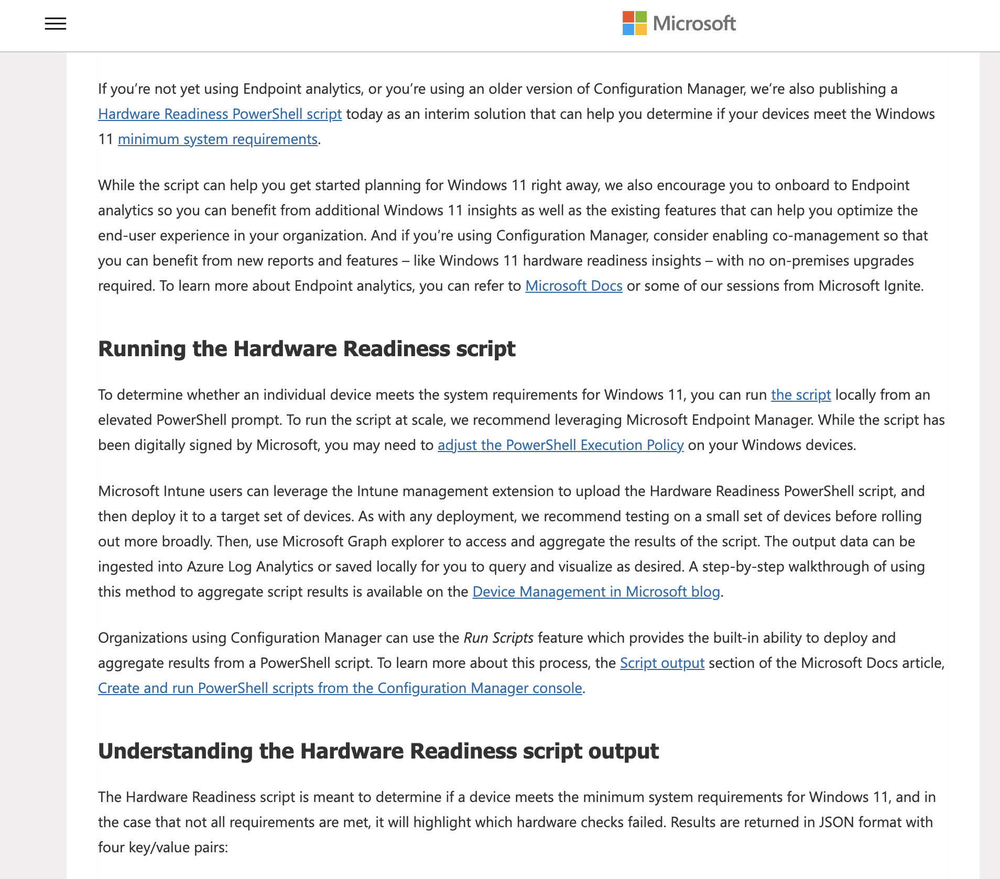 Microsoft
If you’re not yet using Endpoint analytics, or you’re using an older version of Configuration Manager, we’re also publishing a
Hardware Readiness PowerShell script today as an interim solution that can help you determine if your devices meet the Windows
11 minimum system requirements.
While the script can help you get started planning for Windows 11 right away, we also encourage you to onboard to Endpoint
analytics so you can benefit from additional Windows 11 insights as well as the existing features that can help you optimize the
end-user experience in your organization. And if you’re using Configuration Manager, consider enabling co-management so that
you can benefit from new reports and features – like Windows 11 hardware readiness insights – with no on-premises upgrades
required. To learn more about Endpoint analytics, you can refer to Microsoft Docs or some of our sessions from Microsoft Ignite.
Running the Hardware Readiness script
To determine whether an individual device meets the system requirements for Windows 11, you can run the script locally from an
elevated PowerShell prompt. To run the script at scale, we recommend leveraging Microsoft Endpoint Manager. While the script has
been digitally signed by Microsoft, you may need to adjust the PowerShell Execution Policy on your Windows devices.
Microsoft Intune users can leverage the Intune management extension to upload the Hardware Readiness PowerShell script, and
then deploy it to a target set of devices. As with any deployment, we recommend testing on a small set of devices before rolling
out more broadly. Then, use Microsoft Graph explorer to access and aggregate the results of the script. The output data can be
ingested into Azure Log Analytics or saved locally for you to query and visualize as desired. A step-by-step walkthrough of using
this method to aggregate script results is available on the Device Management in Microsoft blog.
Organizations using Configuration Manager can use the Run Scripts feature which provides the built-in ability to deploy and
aggregate results from a PowerShell script. To learn more about this process, the Script output section of the Microsoft Docs article,
Create and run PowerShell scripts from the Configuration Manager console.
Understanding the Hardware Readiness script output
The Hardware Readiness script is meant to determine if a device meets the minimum system requirements for Windows 11, and in
the case that not all requirements are met, it will highlight which hardware checks failed. Results are returned in JSON format with
four key/value pairs: